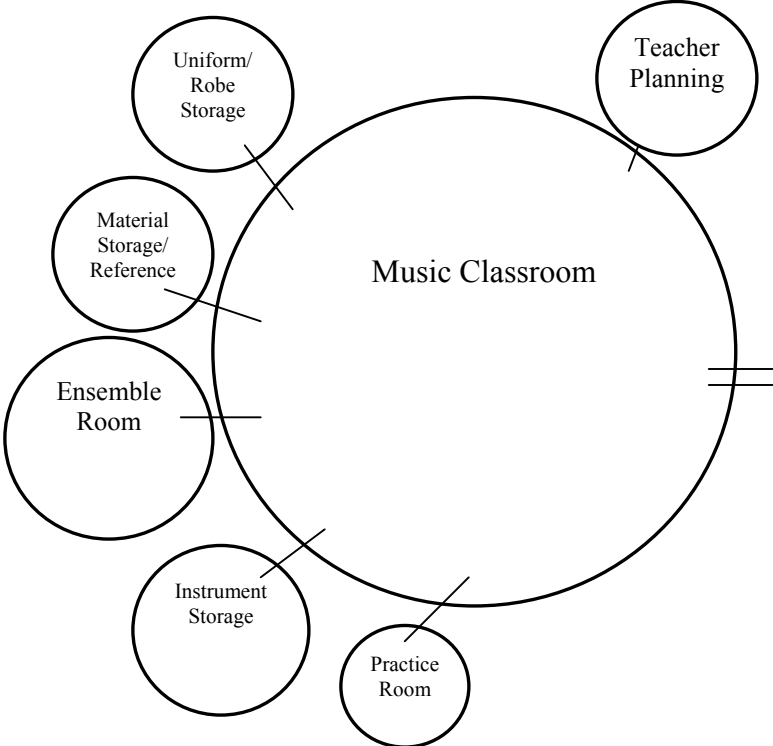 Teacher
Planning
Uniform/
Robe
Storage
Material
Storage/
Reference
Music Classroom
Ensemble
Room
Instrument
Storage
Practice
Room